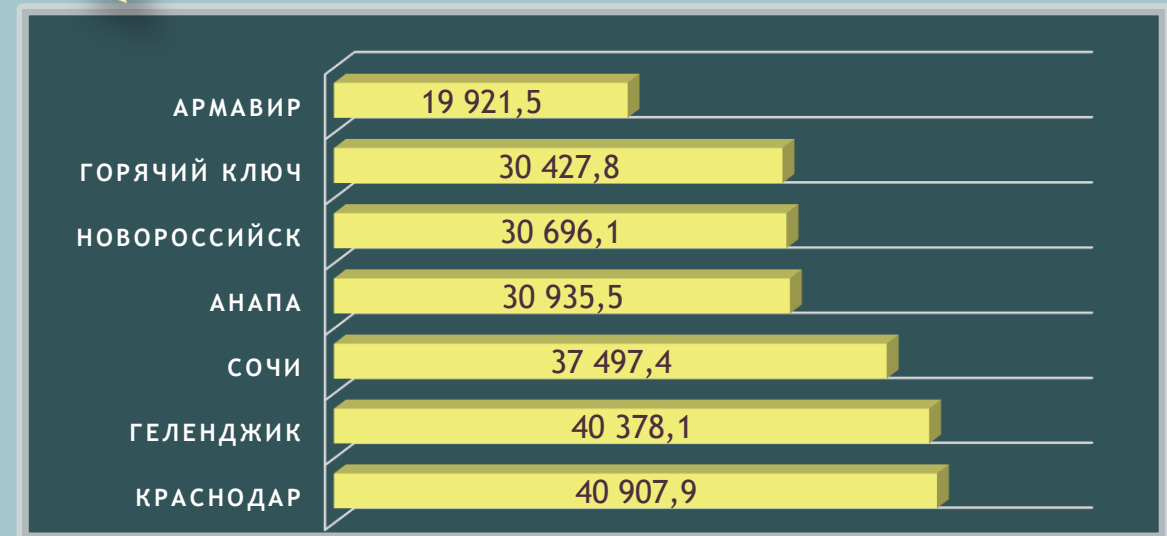 АРМАВИР 19 921,5
ГОРЯЧИЙ КЛЮЧ 30 427,8
НОВОРОССИЙСК 30 696,1
АНАПА 30 935,5
СОЧИ 37 497,4
ГЕЛЕНДЖИК 40 378,1
КРАСНОДАР 40 907,9